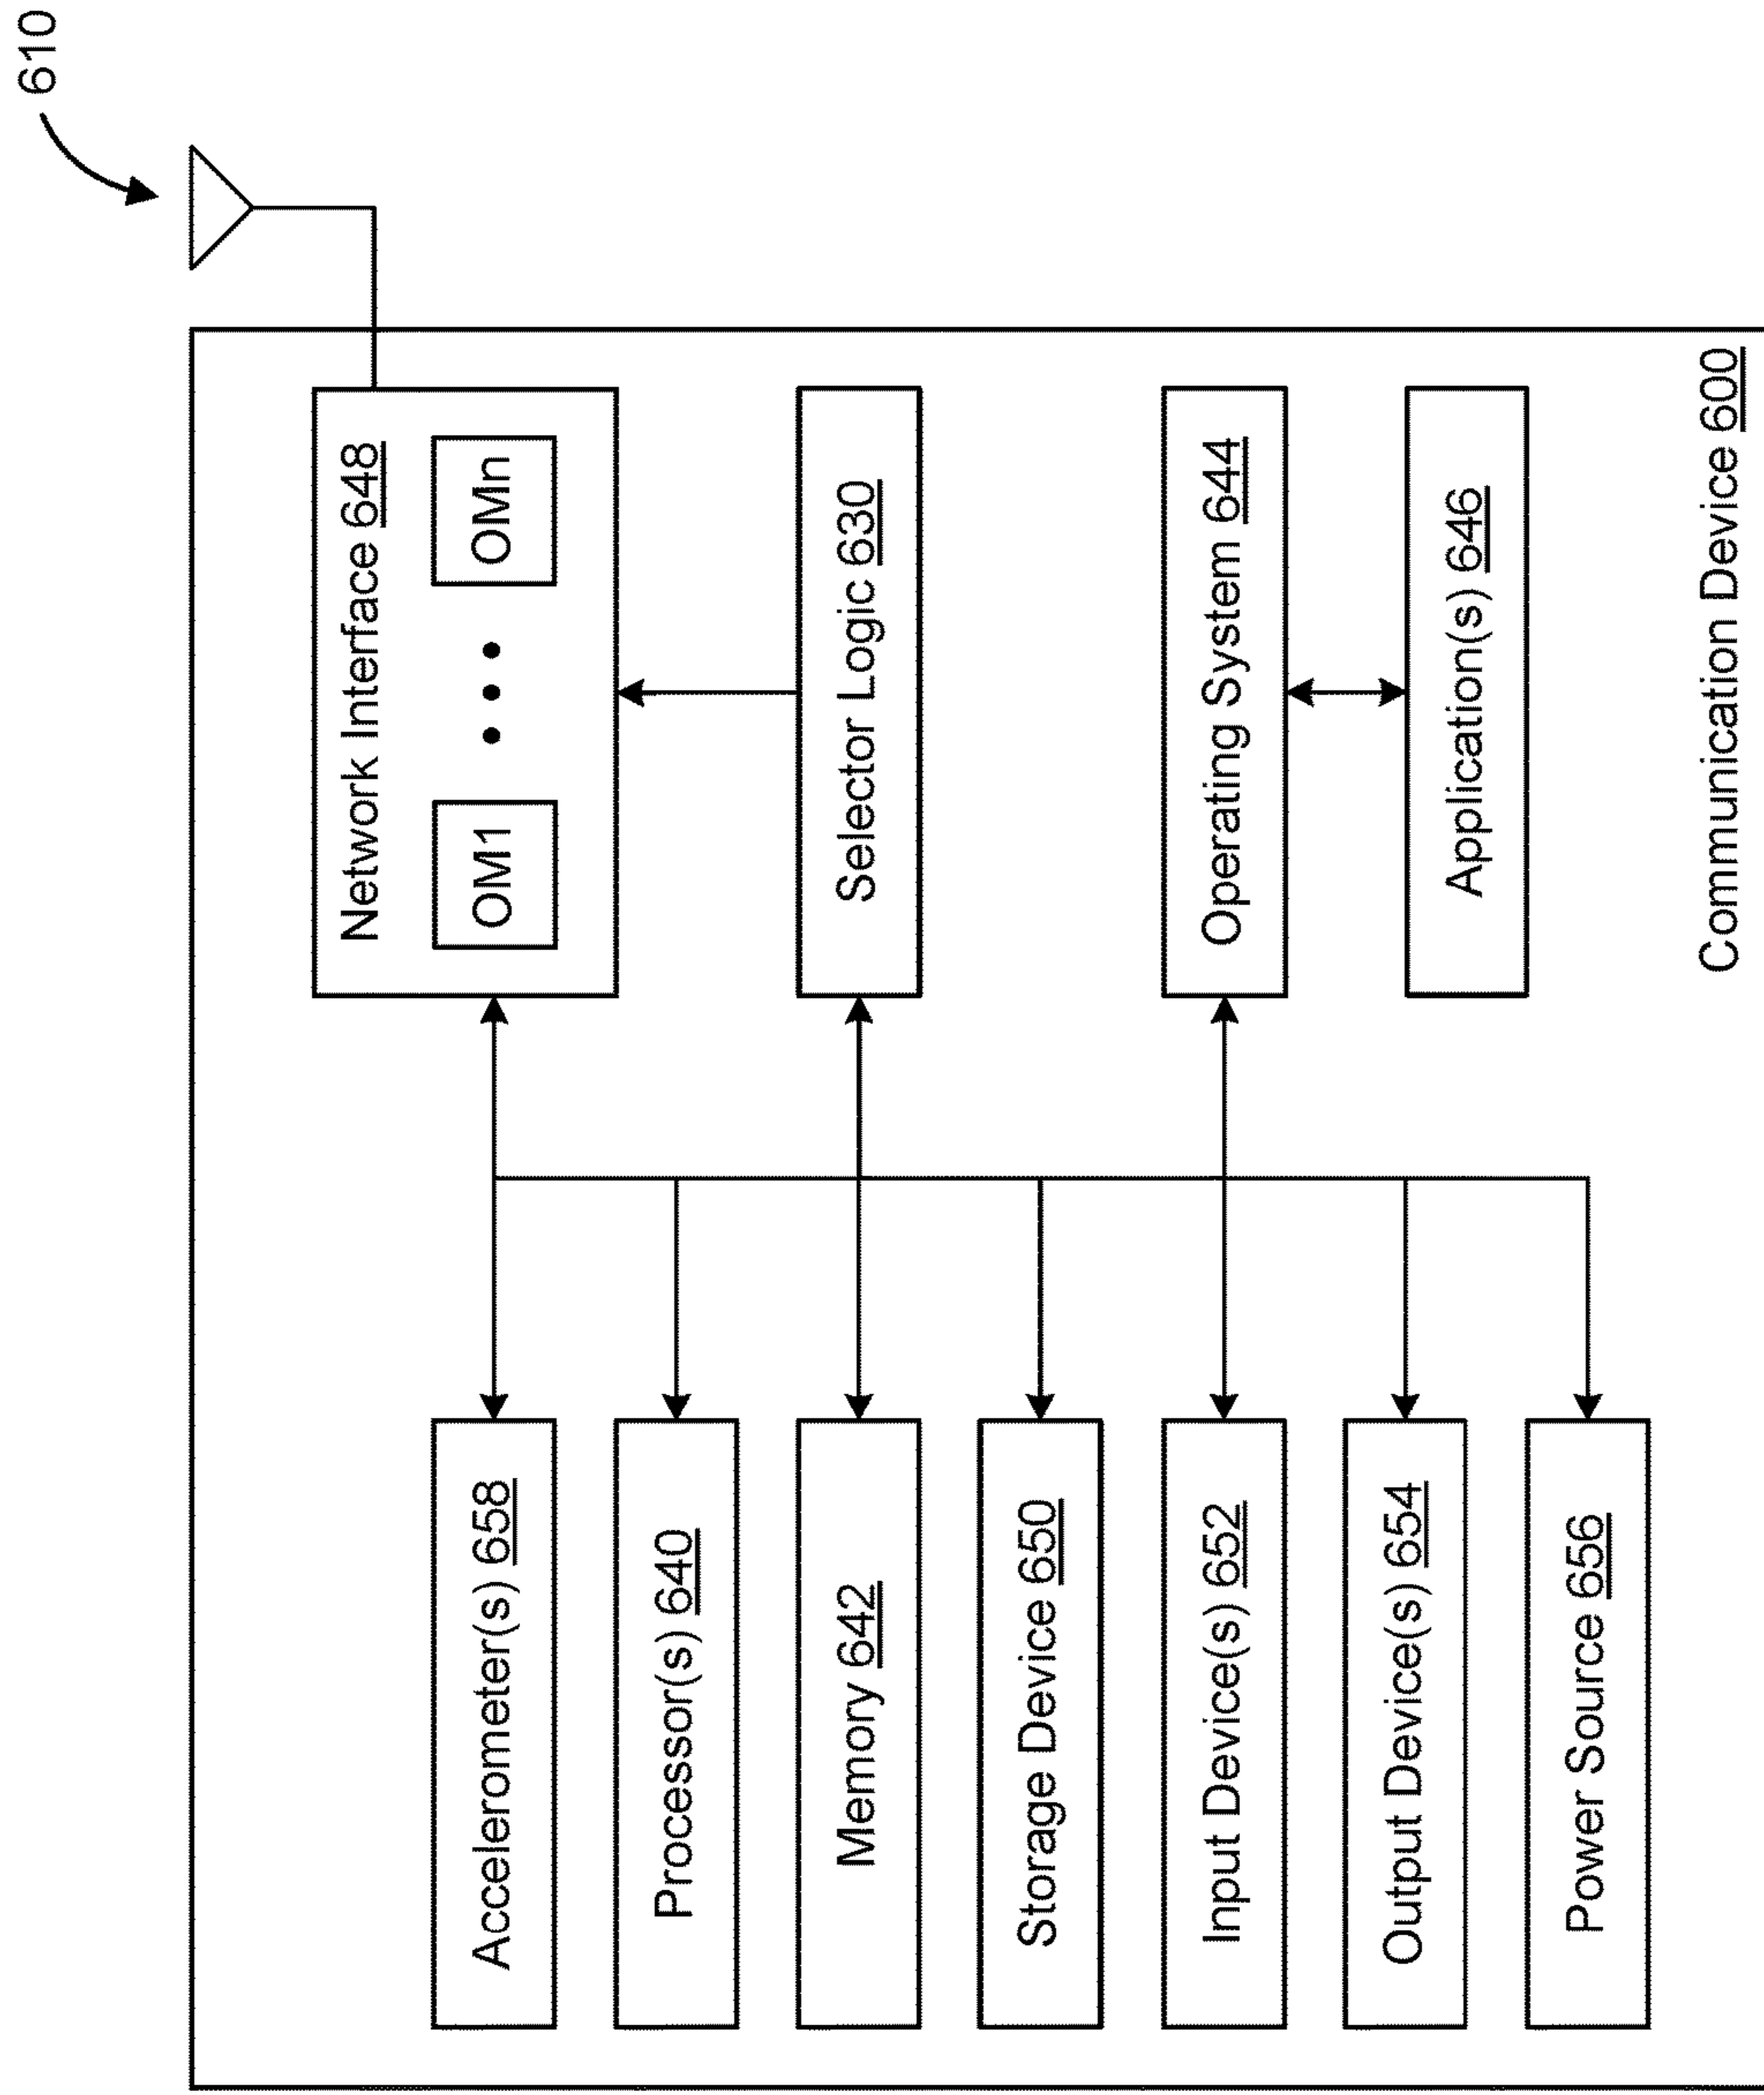 610
Accelerometer(s) 658
Processor(s) 640
Memory 642
Storage Device 650
Input Device(s) 652
Output Device(s) 654
Power Source 656
Network Interface 648
OM1
OMn
Selector Logic 630
Operating System 644
Application(s) 646
Communication Device 600